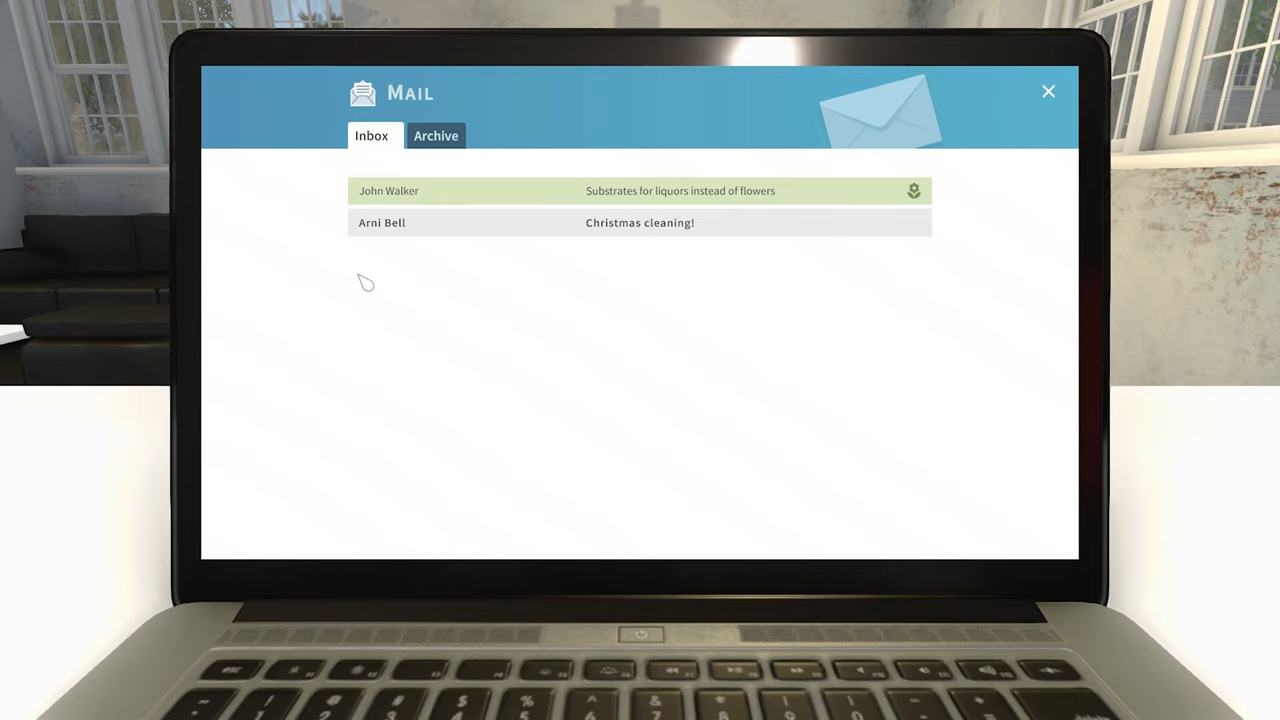 Mail
Inbox Archive
John Walker Substrates for liquors instead of flowers
Arni Bell Christmas cleaning!